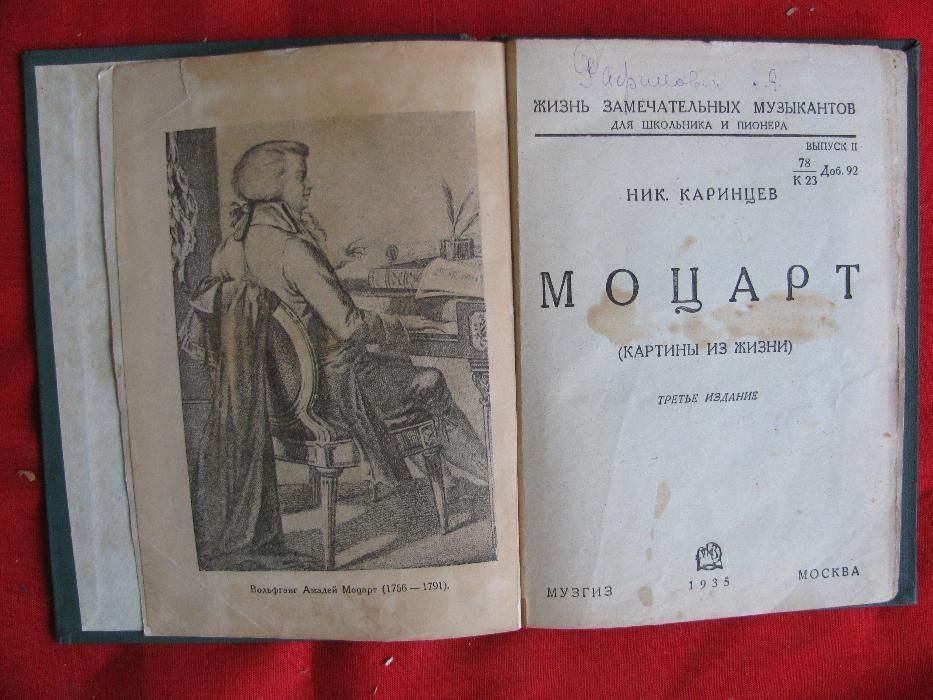 Вольфганг Амадей Моцарт (1756 — 1791).
ЖИЗНЬ ЗАМЕЧАТЕЛЬНЫХ МУЗЫКАНТОВ
ДЛЯ ШКОЛЬНИКА И ПИОНЕРА
ВЫПУСК II
78
К 23 Доб. 92
НИК. КАРИНЦЕВ
МОЦАРТ
(КАРТИНЫ ИЗ ЖИЗНИ)
ТРЕТЬЕ ИЗДАНИЕ
МУЗГИЗ 1935 МОСКВА